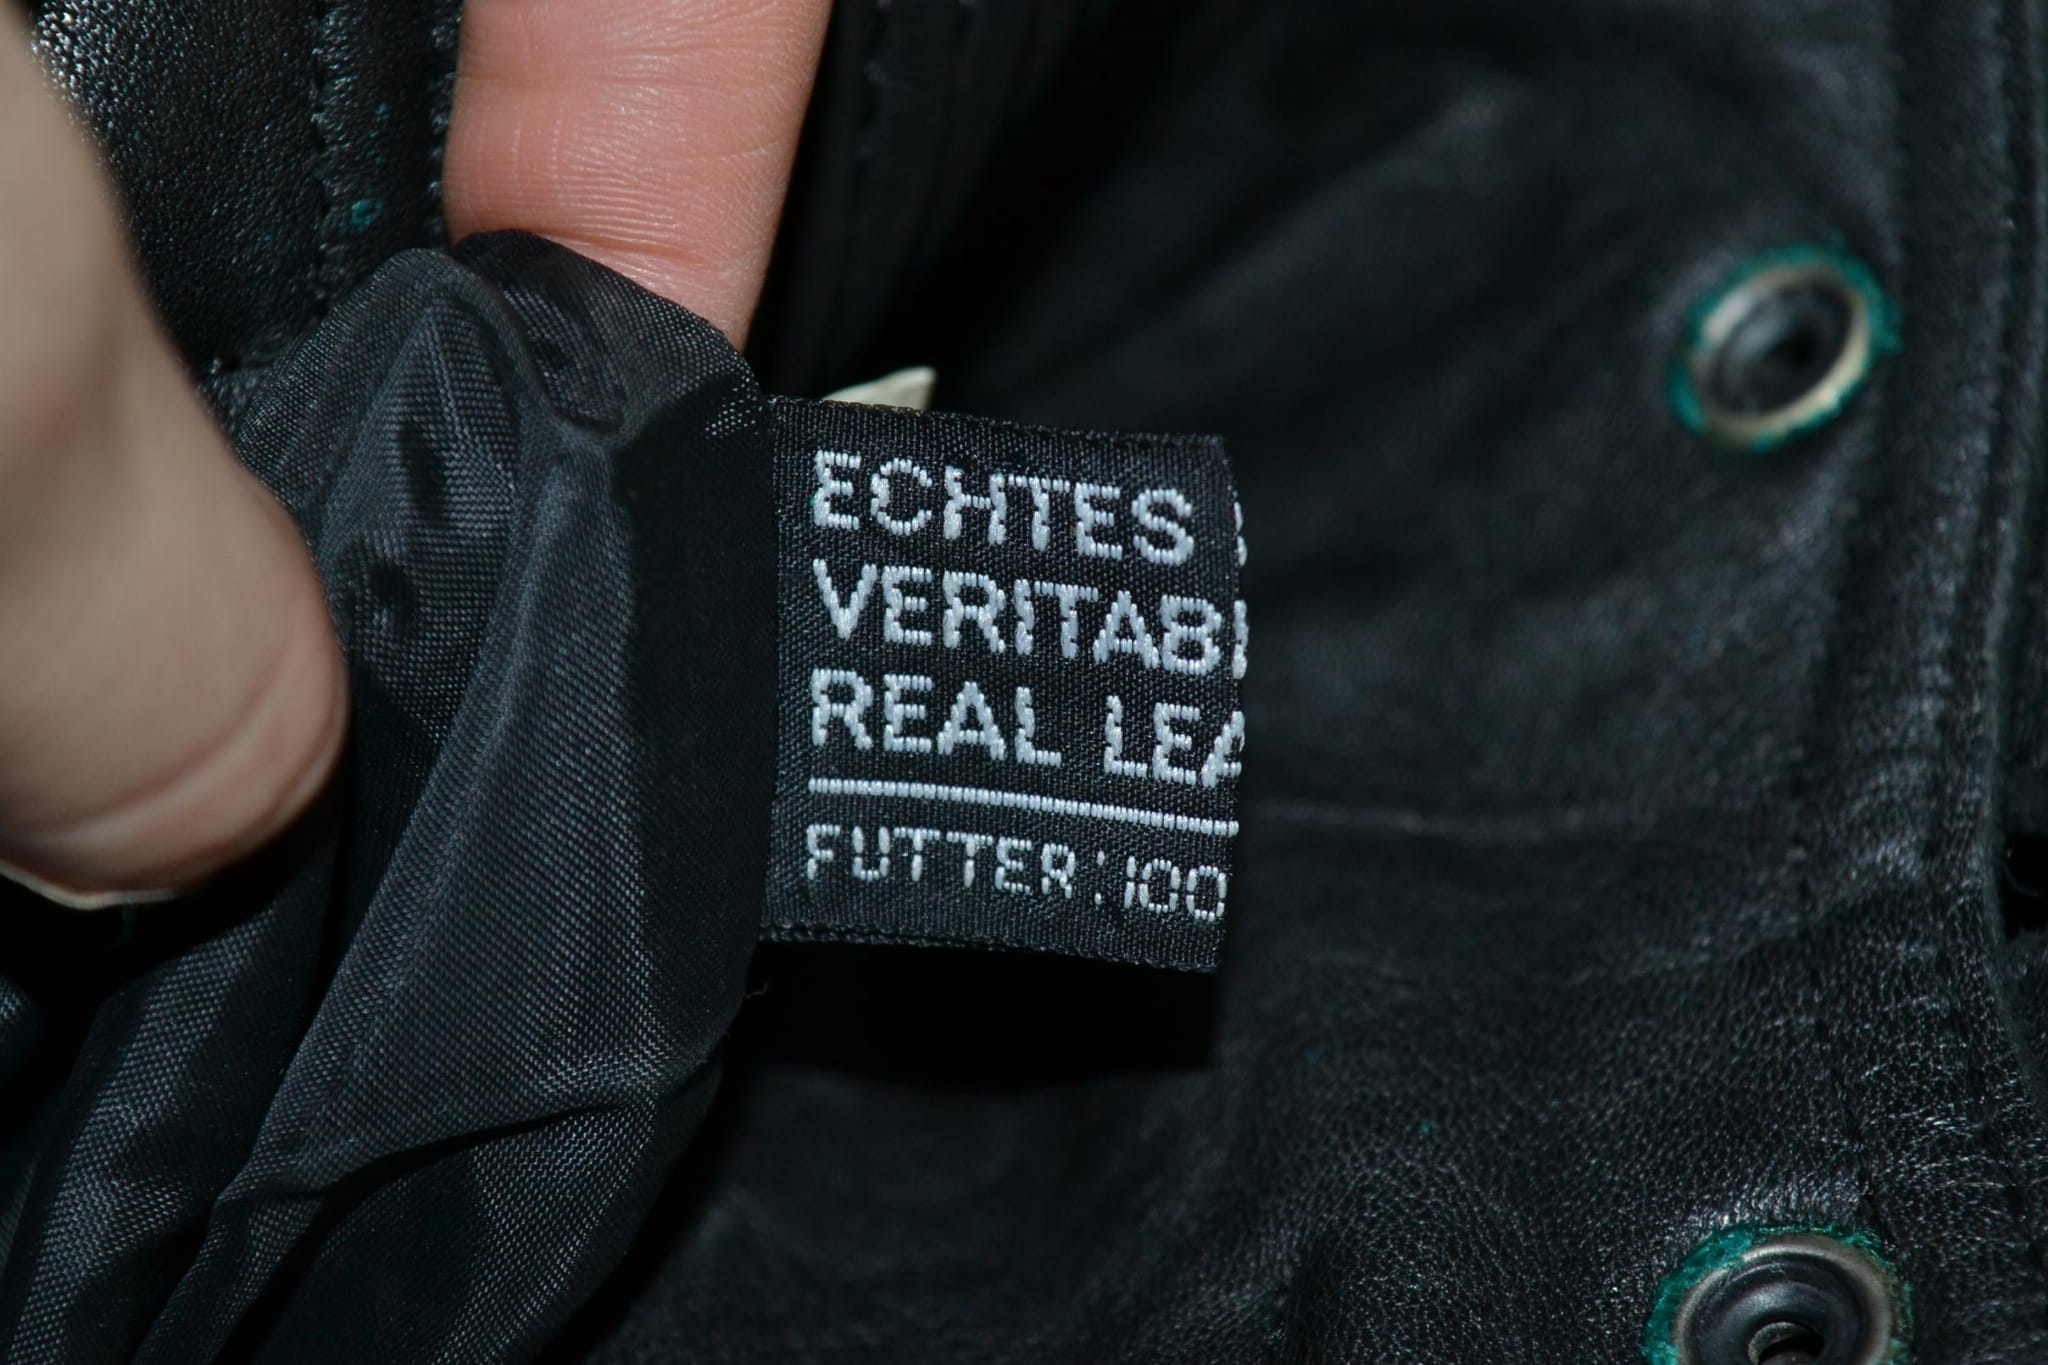 ECHTES
VERITAB
REAL LEA
FUTTER: 100